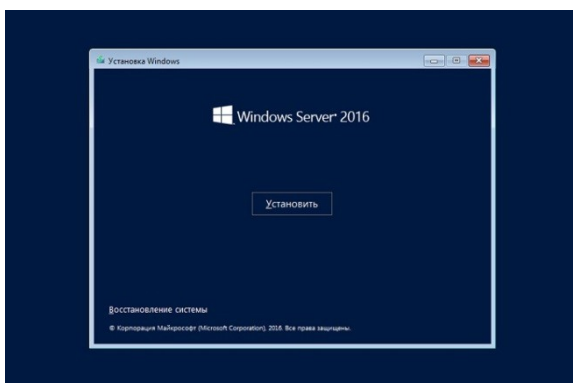 Установка Windows
Windows Server 2016
Установить
Восстановление системы
© Корпорация Майкрософт (Microsoft Corporation), 2016. Все права защищены.